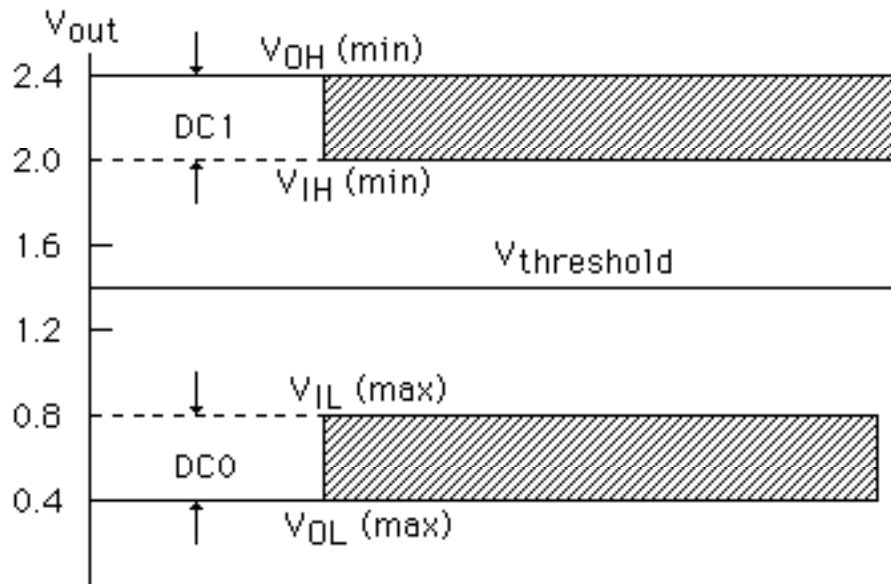 Vout
VOH (min)
2.4
DC1
2.0
VIH (min)
1.6
Vthreshold
1.2
VIL (max)
0.8
DC0
0.4
VOL (max)